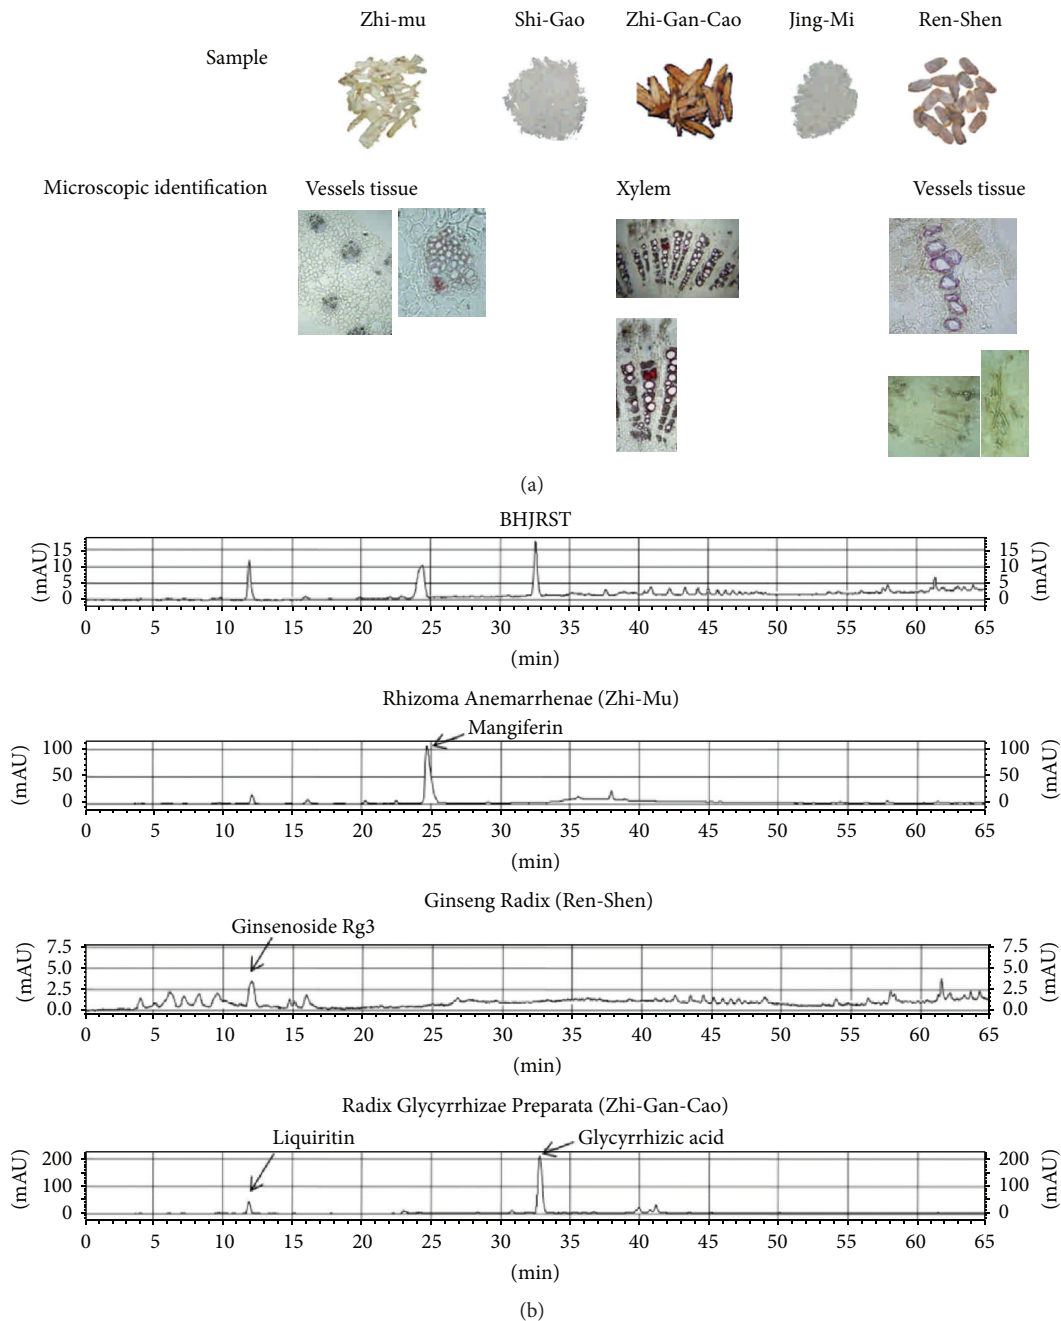 Zhi-mu Shi-Gao Zhi-Gan-Cao Jing-Mi Ren-Shen
Sample
Microscopic identification Vessels tissue Xylem Vessels tissue
(a)
BHJRST
(mAU) 15 10 5 0 15 10 5 0 (mAU)
0 5 10 15 20 25 30 35 40 45 50 55 60 65
(min)
Rhizoma Anemarrhenae (Zhi-Mu)
Mangiferin
(mAU) 100 50 0 100 50 0 (mAU)
0 5 10 15 20 25 30 35 40 45 50 55 60 65
(min)
Ginseng Radix (Ren-Shen)
Ginsenoside Rg3
(mAU) 7.5 5.0 2.5 0.0 7.5 5.0 2.5 0.0 (mAU)
0 5 10 15 20 25 30 35 40 45 50 55 60 65
(min)
Radix Glycyrrhizae Preparata (Zhi-Gan-Cao)
Liquiritin Glycyrrhizic acid
(mAU) 200 100 0 200 100 0 (mAU)
0 5 10 15 20 25 30 35 40 45 50 55 60 65
(min)
(b)